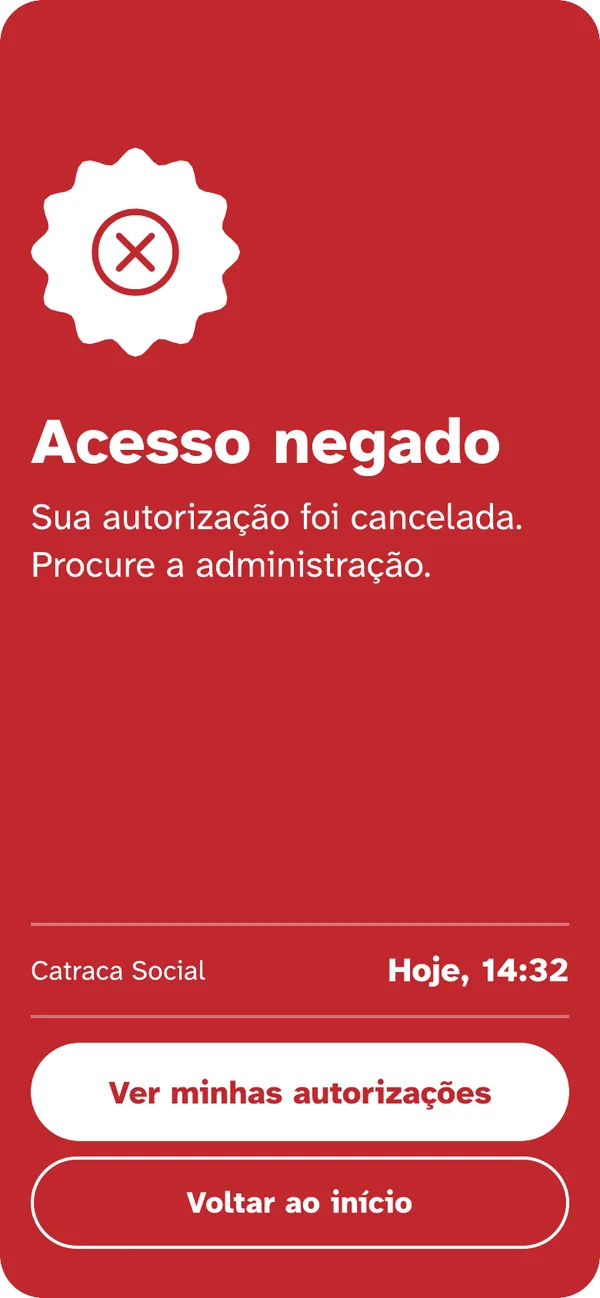 Acesso negado
Sua autorização foi cancelada.
Procure a administração.
Catraca Social
Hoje, 14:32
Ver minhas autorizações
Voltar ao início